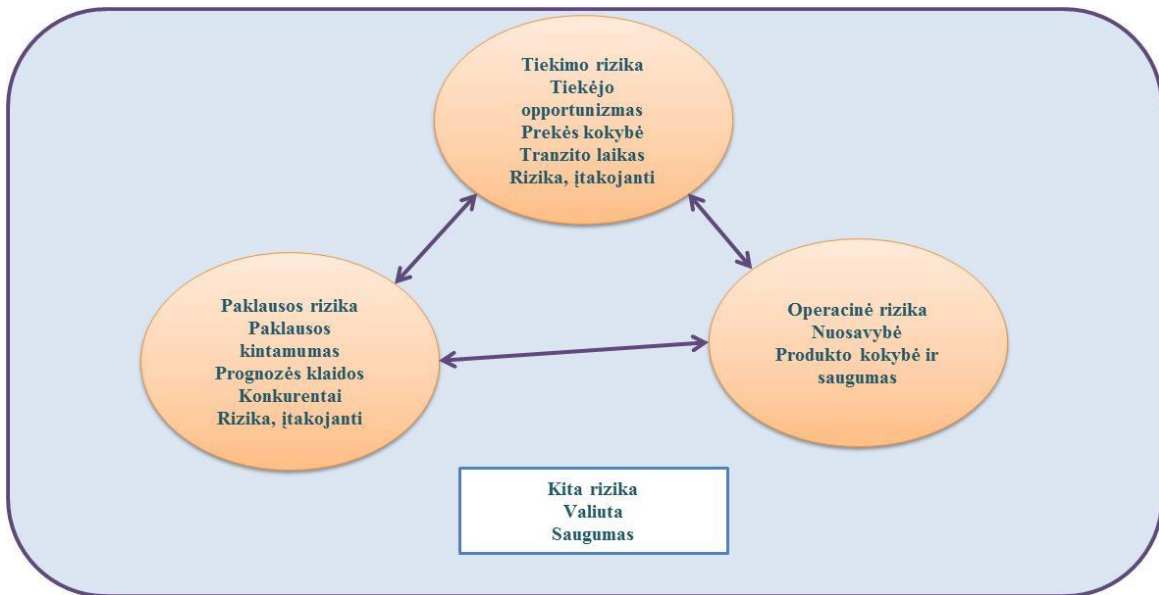 Tiekimo rizika
Tiekėjo
opportunizmas
Prekės kokybė
Tranzito laikas
Rizika, įtakojanti
Paklausos rizika
Paklausos
kintamumas
Prognozės klaidos
Konkurentai
Rizika, įtakojanti
Operacinė rizika
Nuosavybė
Produkto kokybė ir
saugumas
Kita rizika
Valiuta
Saugumas